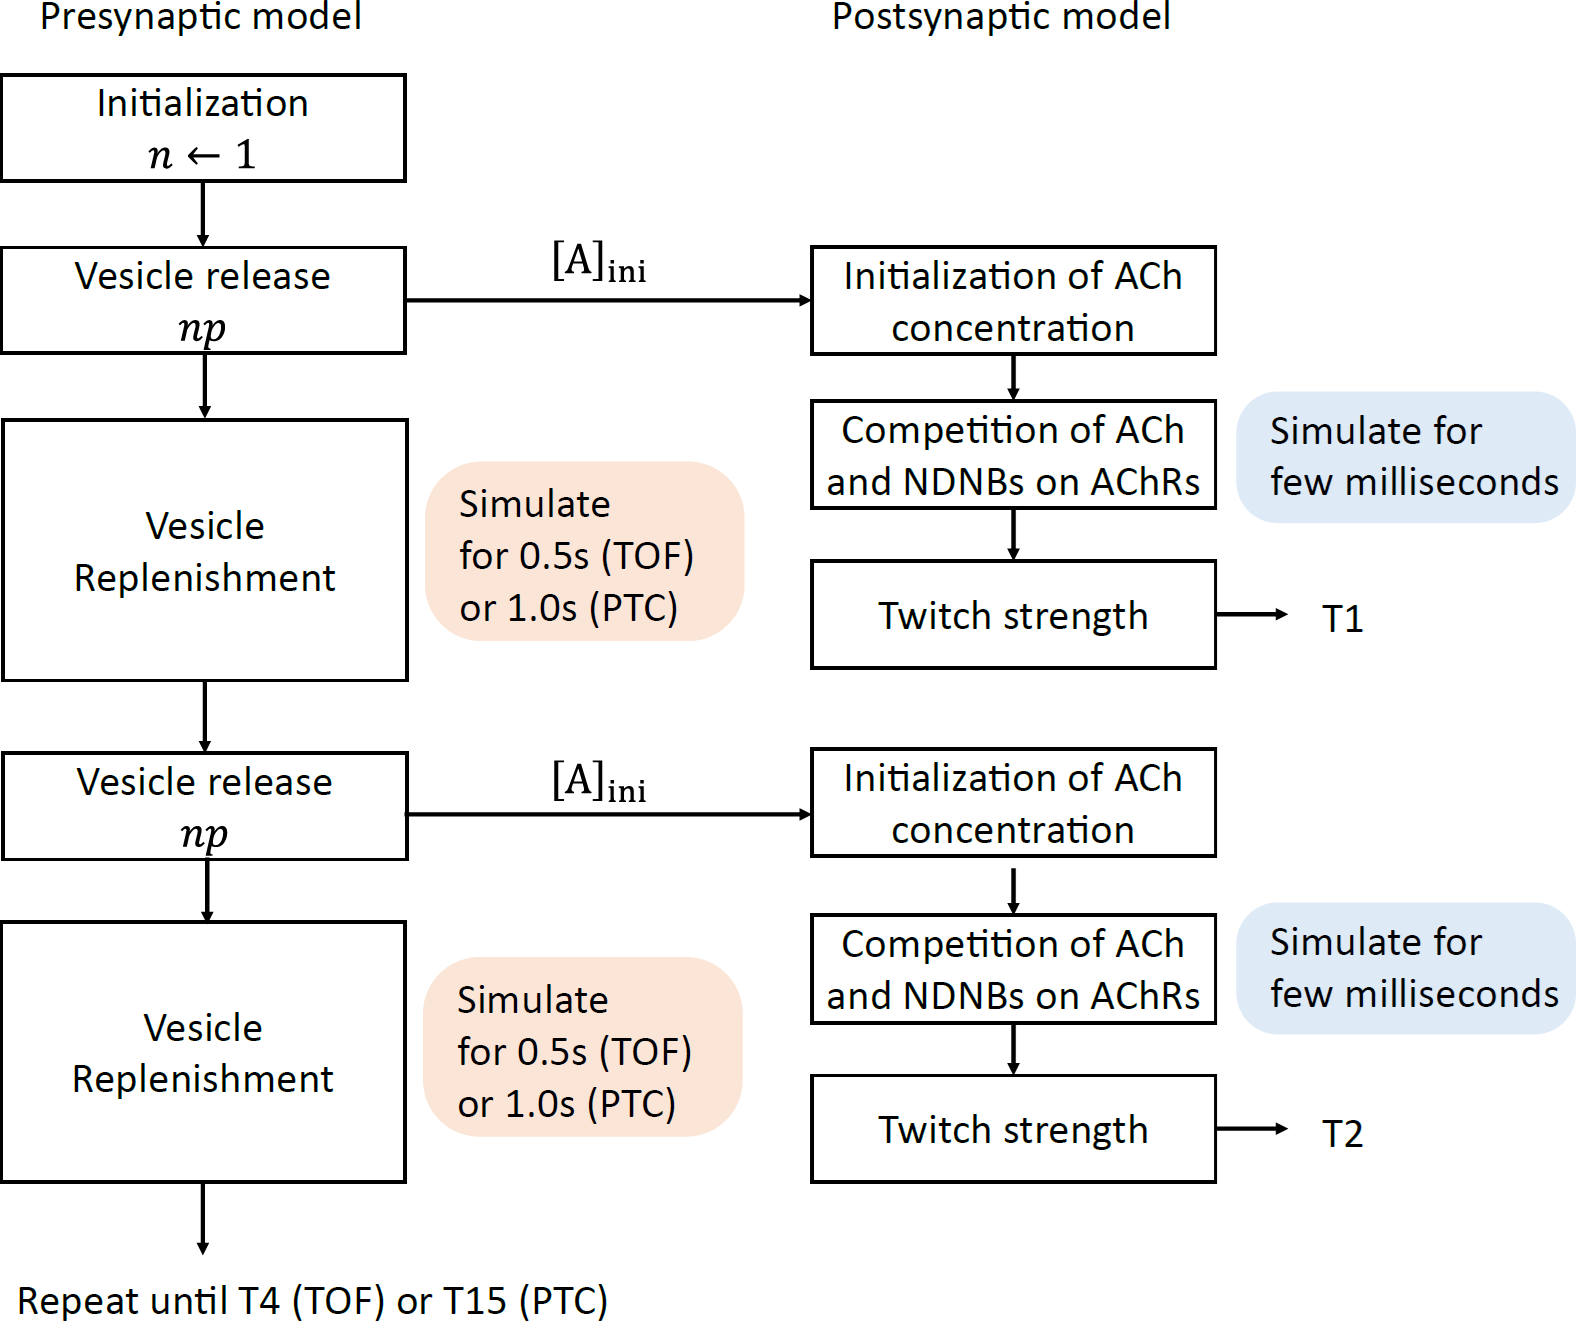 Presynaptic model
Postsynaptic model
Initialization
n ← 1
Vesicle release
np
[A]ini
Initialization of ACh
concentration
Competition of ACh
and NDNBs on AChRs
Simulate for
few milliseconds
Vesicle
Replenishment
Simulate
for 0.5s (TOF)
or 1.0s (PTC)
Twitch strength
T1
Vesicle release
np
[A]ini
Initialization of ACh
concentration
Competition of ACh
and NDNBs on AChRs
Simulate for
few milliseconds
Vesicle
Replenishment
Simulate
for 0.5s (TOF)
or 1.0s (PTC)
Twitch strength
T2
Repeat until T4 (TOF) or T15 (PTC)